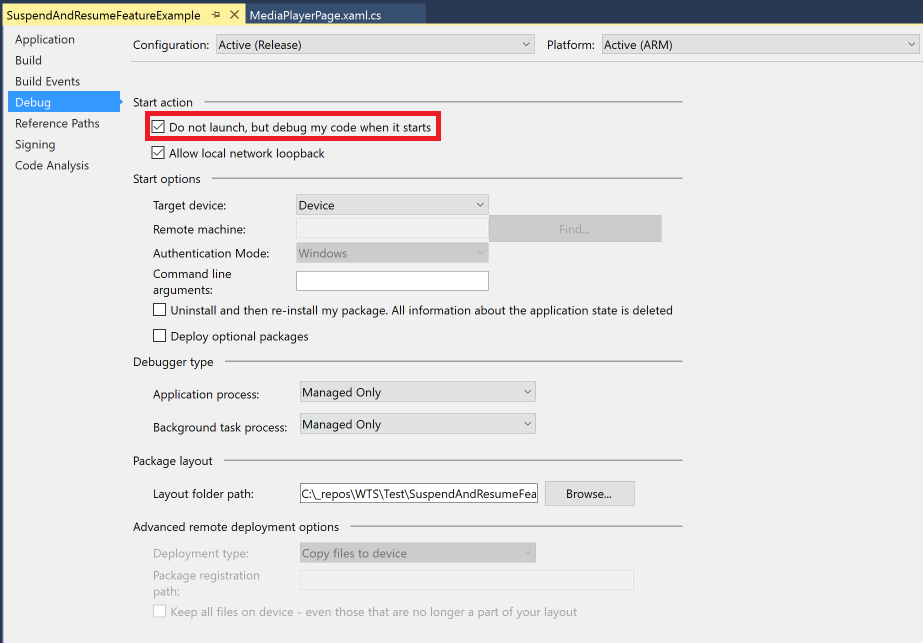 SuspendAndResumeFeatureExample MediaPlayerPage.xaml.cs
Application
Build
Build Events
Debug
Reference Paths
Signing
Code Analysis
Configuration: Active (Release) Platform: Active (ARM)
Start action
Do not launch, but debug my code when it starts
Allow local network loopback
Start options
Target device: Device
Remote machine: Find...
Authentication Mode: Windows
Command line
arguments:
Uninstall and then re-install my package. All information about the application state is deleted
Deploy optional packages
Debugger type
Application process: Managed Only
Background task process: Managed Only
Package layout
Layout folder path: C:\_repos\WTS\Test\SuspendAndResumeFea Browse...
Advanced remote deployment options
Deployment type: Copy files to device
Package registration
path:
Keep all files on device - even those that are no longer a part of your layout